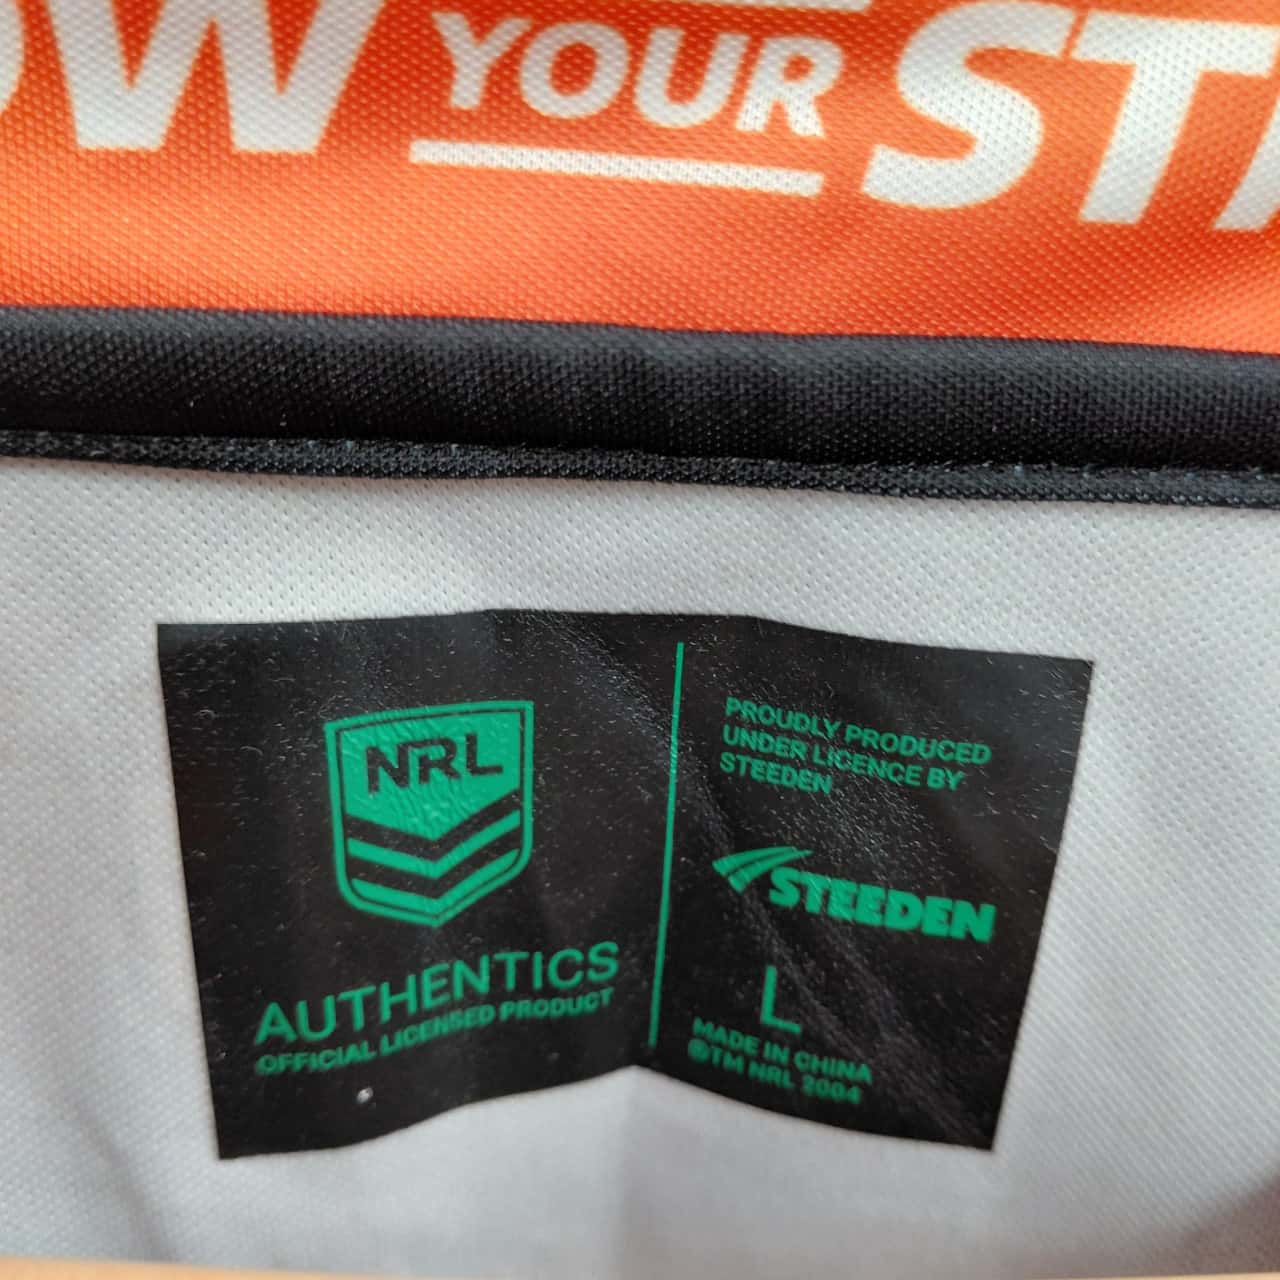 OW YOUR ST
NRL
AUTHENTICS
OFFICIAL LICENSED PRODUCT
PROUDLY PRODUCED
UNDER LICENCE BY
STEEDEN
STEEDEN
L
MADE IN CHINA
®TM NRL 2004